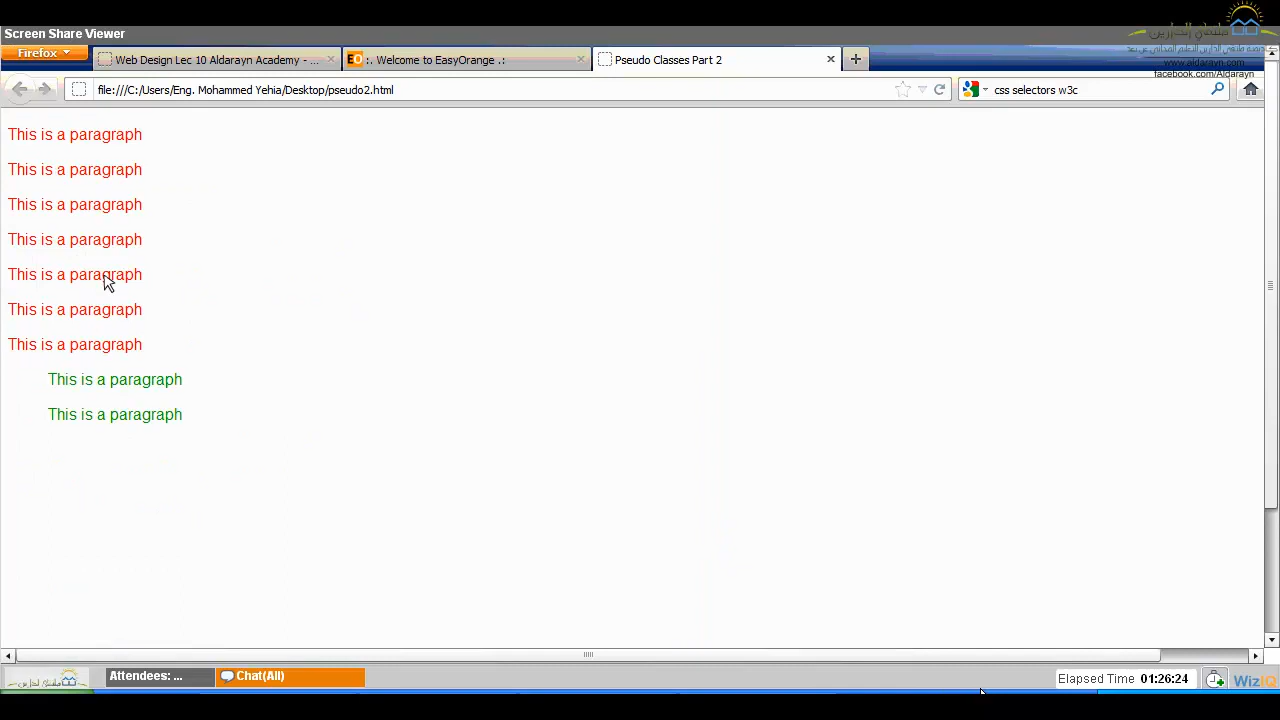 Screen Share Viewer
Firefox
Web Design Lec 10 Aldarayn Academy - ...
EO :. Welcome to EasyOrange .:
Pseudo Classes Part 2
www.aldarayn.com
facebook.com/Aldarayn
file:///C:/Users/Eng. Mohammed Yehia/Desktop/pseudo2.html
css selectors w3c
This is a paragraph
This is a paragraph
This is a paragraph
This is a paragraph
This is a paragraph
This is a paragraph
This is a paragraph
This is a paragraph
This is a paragraph
Attendees: ...
Chat(All)
Elapsed Time 01:26:24
WizIQ